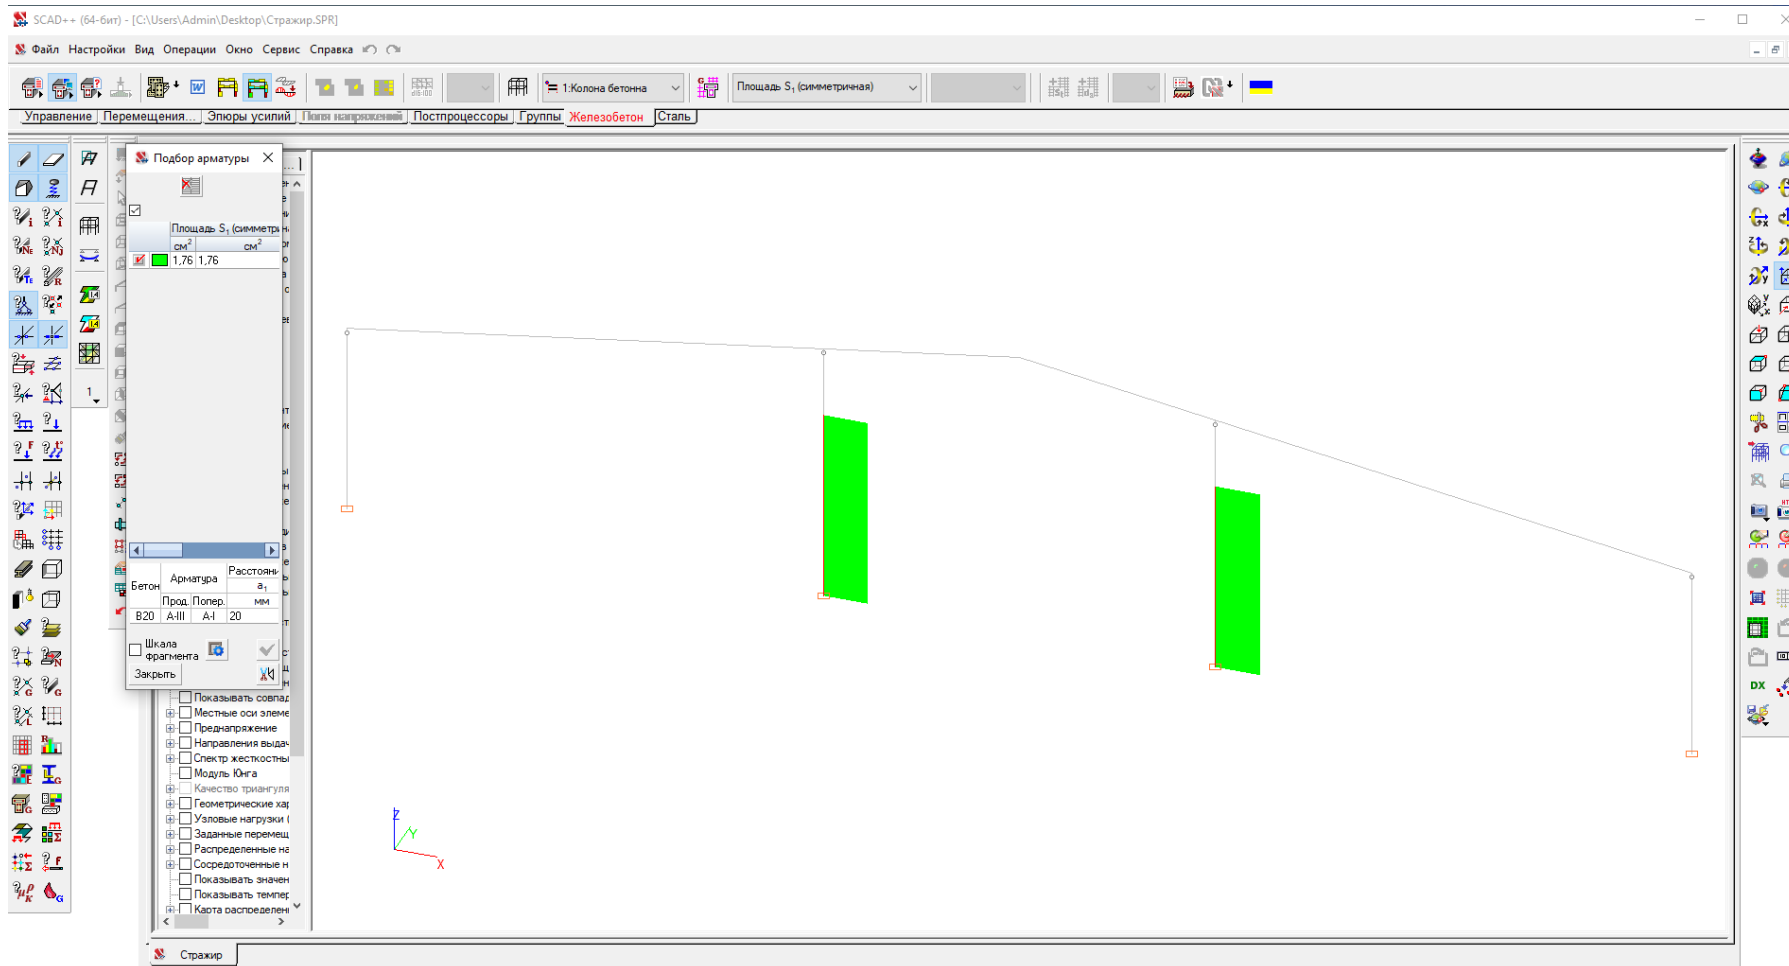 SCAD++ (64-бит) - [C:\Users\Admin\Desktop\Стражир.SPR]
Файл Настройки Вид Операции Окно Сервис Справка
1:Колона бетонна
Площадь S1 (симметричная)
Управление Перемещения... Эпюры усилий Поля напряжений Постпроцессоры Группы Железобетон Сталь
Подбор арматуры
Площадь S1 (симметрич
см2 см2
1,76 1,76
Бетон Арматура Расстояни
a1
Прод. Попер. мм
B20 A-III A-I 20
Шкала
фрагмента
Закрыть
Показывать совпад
Местные оси элеме
Преднапряжение
Направления выдач
Спектр жесткостны
Модуль Юнга
Качество триангуля
Геометрические хар
Узловые нагрузки (
Заданные перемещ
Распределенные на
Сосредоточенные н
Показывать значен
Показывать темпер
Карта распределен
Z
Y
X
DX
Стражир